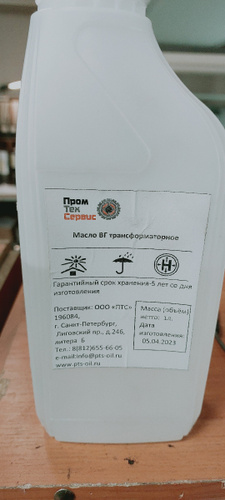 Пром
Тех
Сервис
Масло ВГ трансформаторное
Гарантийный срок хранения-5 лет со дня
изготовления
Поставщик: ООО «ПТС»
196084,
г. Санкт-Петербург,
Лиговский пр., д.246,
литера Б
Тел.: 8(812)655-66-05
e-mail:info@pts-oil.ru
www.pts-oil.ru
Масса (объём)
нетто: 1л.
Дата
изготовления:
05.04.2023